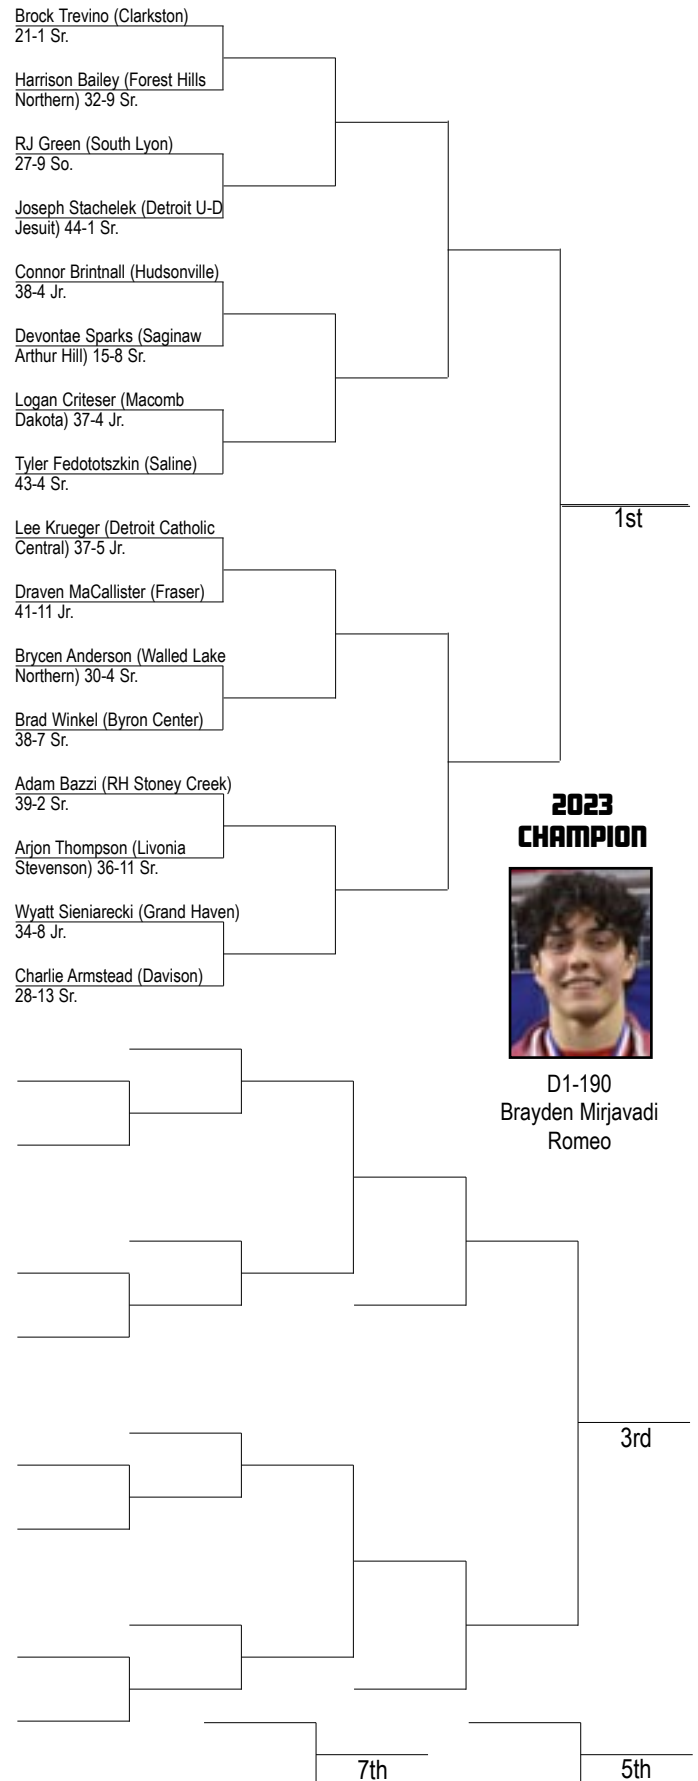 Brock Trevino (Clarkston)
21-1 Sr.
Harrison Bailey (Forest Hills
Northern) 32-9 Sr.
RJ Green (South Lyon)
27-9 So.
Joseph Stachelek (Detroit U-D
Jesuit) 44-1 Sr.
Connor Brintnall (Hudsonville)
38-4 Jr.
Devontae Sparks (Saginaw
Arthur Hill) 15-8 Sr.
Logan Criteser (Macomb
Dakota) 37-4 Jr.
Tyler Fedototszkin (Saline)
43-4 Sr.
Lee Krueger (Detroit Catholic
Central) 37-5 Jr.
Draven MaCallister (Fraser)
41-11 Jr.
Brycen Anderson (Walled Lake
Northern) 30-4 Sr.
Brad Winkel (Byron Center)
38-7 Sr.
Adam Bazzi (RH Stoney Creek)
39-2 Sr.
Arjon Thompson (Livonia
Stevenson) 36-11 Sr.
Wyatt Sieniarecki (Grand Haven)
34-8 Jr.
Charlie Armstead (Davison)
28-13 Sr.
1st
2023
CHAMPION
D1-190
Brayden Mirjavadi
Romeo
3rd
7th
5th